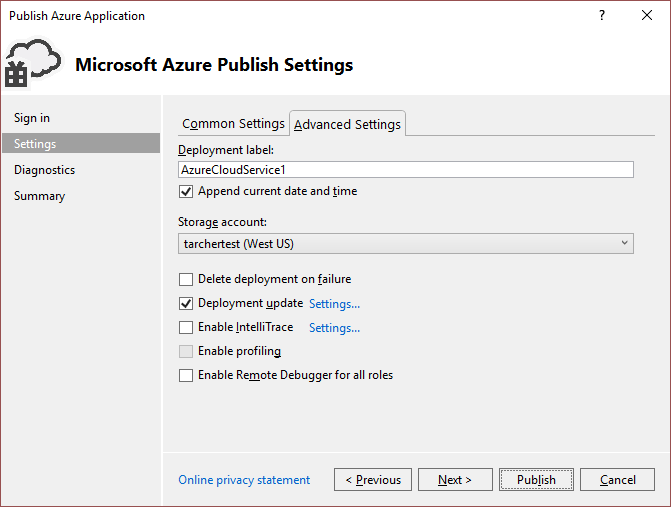 Publish Azure Application
Microsoft Azure Publish Settings
Sign in
Settings
Diagnostics
Summary
Common Settings
Advanced Settings
Deployment label:
AzureCloudService1
Append current date and time
Storage account:
tarchertest (West US)
Delete deployment on failure
Deployment update Settings...
Enable IntelliTrace Settings...
Enable profiling
Enable Remote Debugger for all roles
Online privacy statement
< Previous
Next >
Publish
Cancel